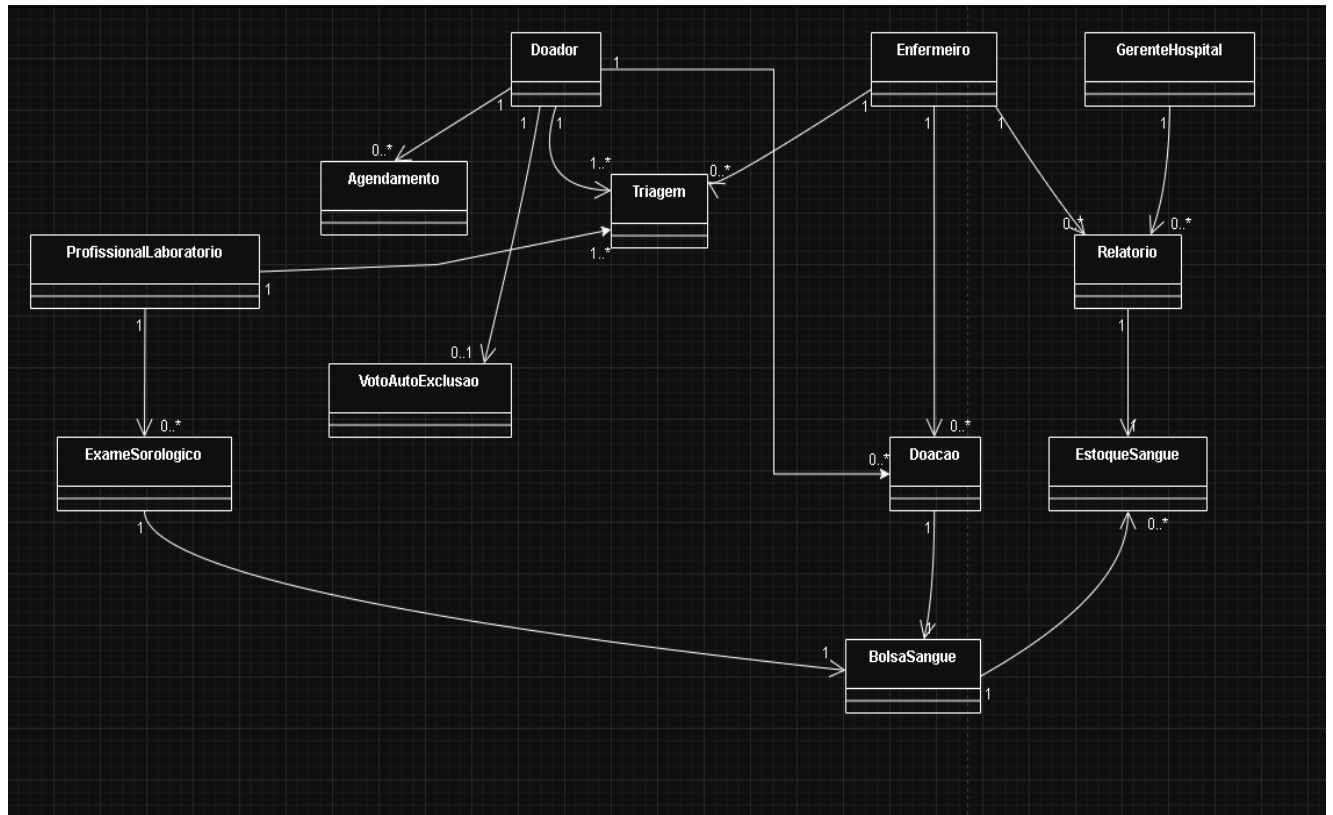 Doador
Enfermeiro
GerenteHospital
1
1
1
1
1
1
1
1
1
0..*
1..*
0..*
Agendamento
Triagem
0..*
0..*
ProfissionalLaboratorio
1..*
Relatorio
1
1
1
0..1
VotoAutoExclusao
0..*
0..*
1
ExameSorologico
0..*
Doacao
EstoqueSangue
1
1
0..*
1
1
BolsaSangue
1